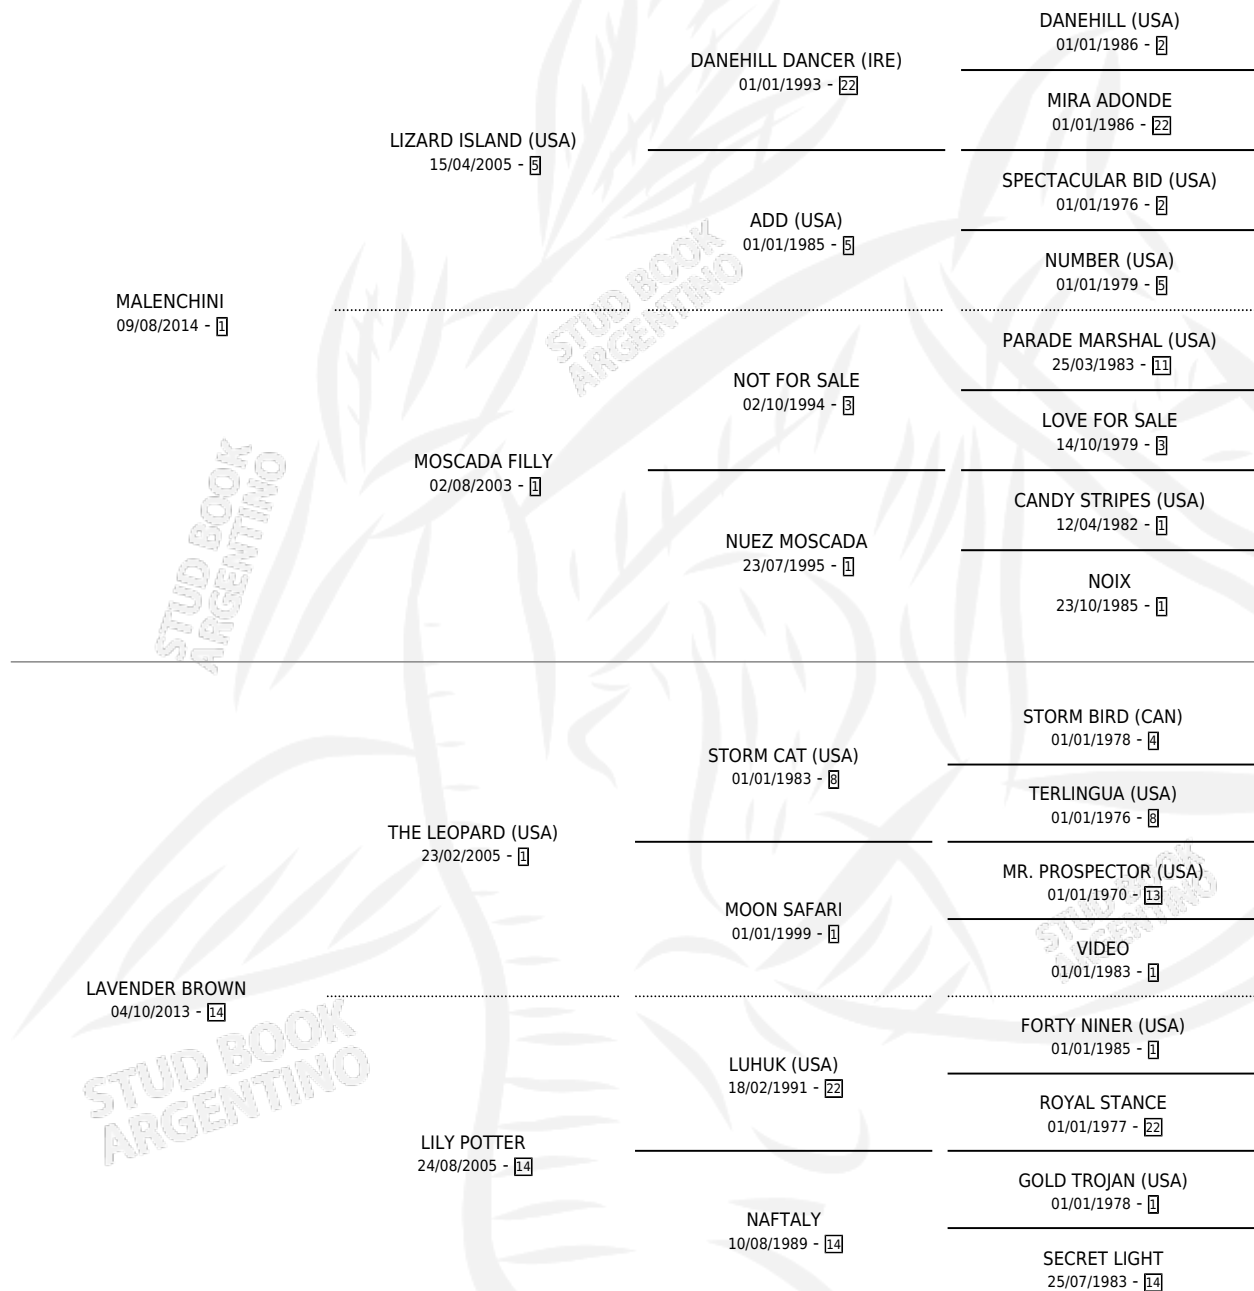 MALENCHINI
09/08/2014 - 1
LIZARD ISLAND (USA)
15/04/2005 - 5
DANEHILL DANCER (IRE)
01/01/1993 - 22
DANEHILL (USA)
01/01/1986 - 2
MIRA ADONDE
01/01/1986 - 22
ADD (USA)
01/01/1985 - 5
SPECTACULAR BID (USA)
01/01/1976 - 2
NUMBER (USA)
01/01/1979 - 5
MOSCADA FILLY
02/08/2003 - 1
NOT FOR SALE
02/10/1994 - 3
PARADE MARSHAL (USA)
25/03/1983 - 11
LOVE FOR SALE
14/10/1979 - 3
NUEZ MOSCADA
23/07/1995 - 1
CANDY STRIPES (USA)
12/04/1982 - 1
NOIX
23/10/1985 - 1
LAVENDER BROWN
04/10/2013 - 14
THE LEOPARD (USA)
23/02/2005 - 1
STORM CAT (USA)
01/01/1983 - 8
STORM BIRD (CAN)
01/01/1978 - 4
TERLINGUA (USA)
01/01/1976 - 8
MOON SAFARI
01/01/1999 - 1
MR. PROSPECTOR (USA)
01/01/1970 - 13
VIDEO
01/01/1983 - 1
LILY POTTER
24/08/2005 - 14
LUHUK (USA)
18/02/1991 - 22
FORTY NINER (USA)
01/01/1985 - 1
ROYAL STANCE
01/01/1977 - 22
NAFTALY
10/08/1989 - 14
GOLD TROJAN (USA)
01/01/1978 - 1
SECRET LIGHT
25/07/1983 - 14
STUD BOOK
ARGENTINO
STUD BOOK
ARGENTINO
STUD BOOK
ARGENTINO
STUD BOOK
ARGENTINO